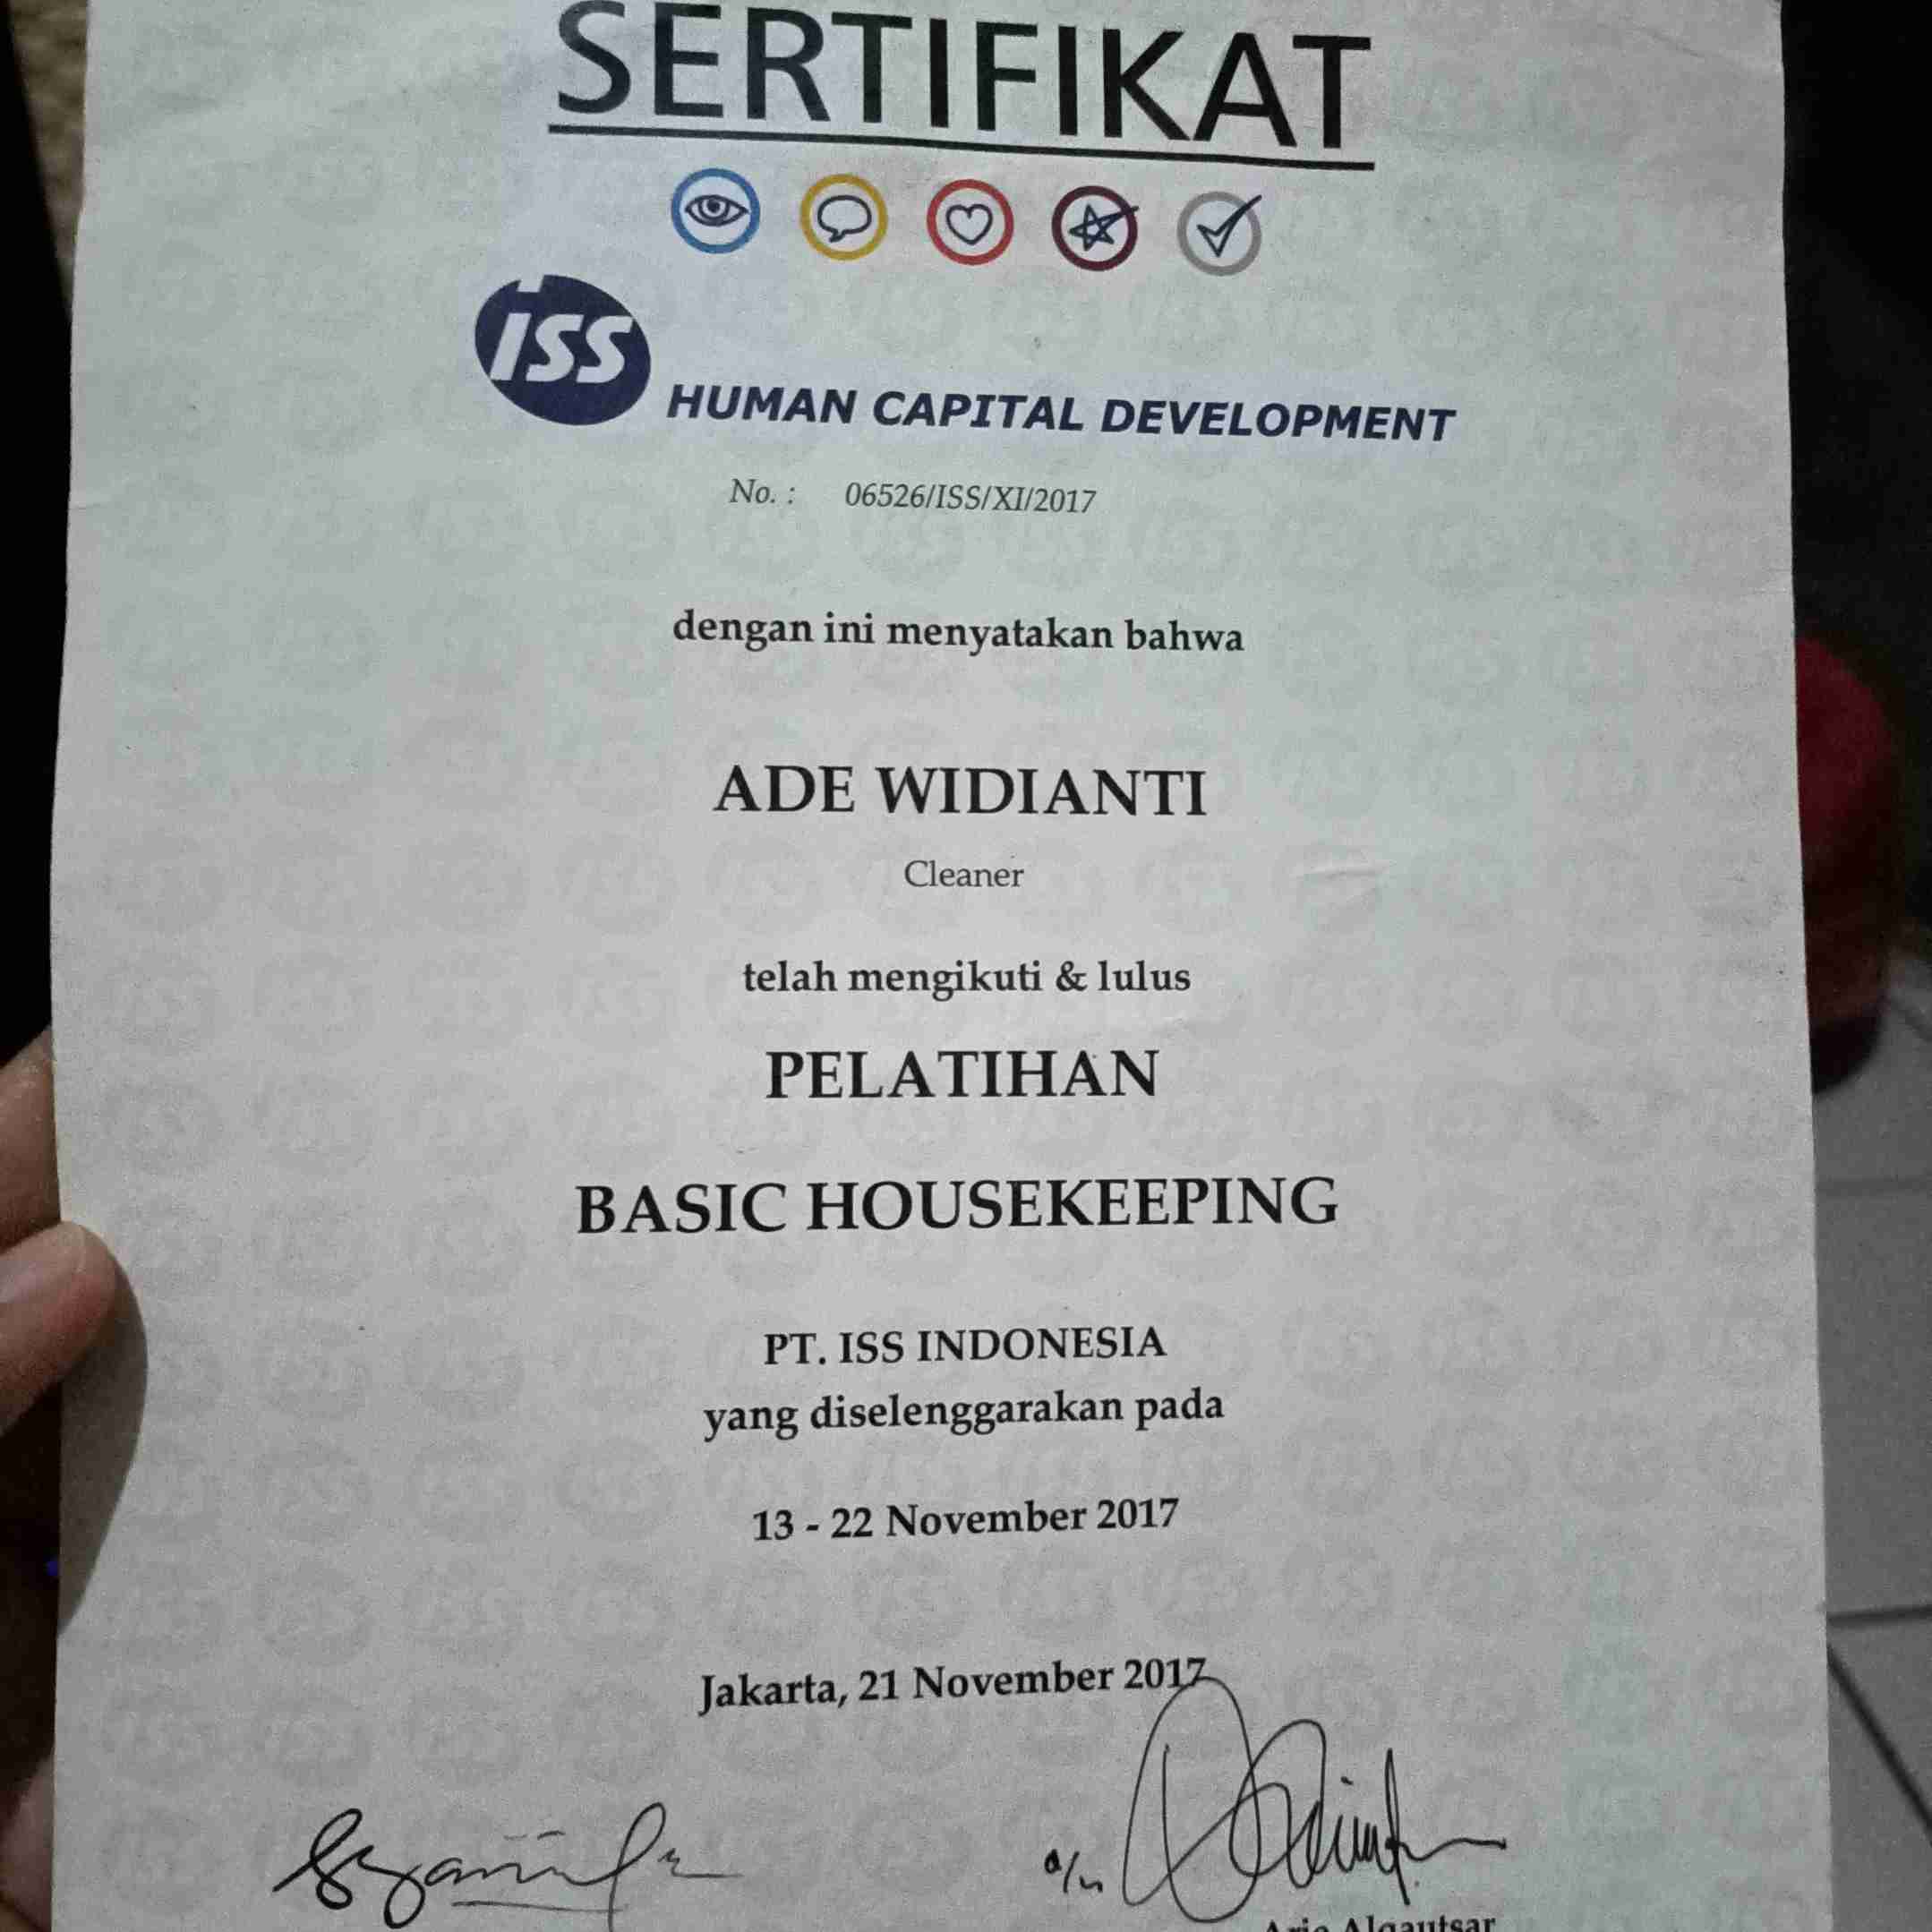 SERTIFIKAT
ISS
HUMAN CAPITAL DEVELOPMENT
No. : 06526/ISS/XI/2017
dengan ini menyatakan bahwa
ADE WIDIANTI
Cleaner
telah mengikuti & lulus
PELATIHAN
BASIC HOUSEKEEPING
PT. ISS INDONESIA
yang diselenggarakan pada
13 - 22 November 2017
Jakarta, 21 November 2017
a/n
Alqautsar